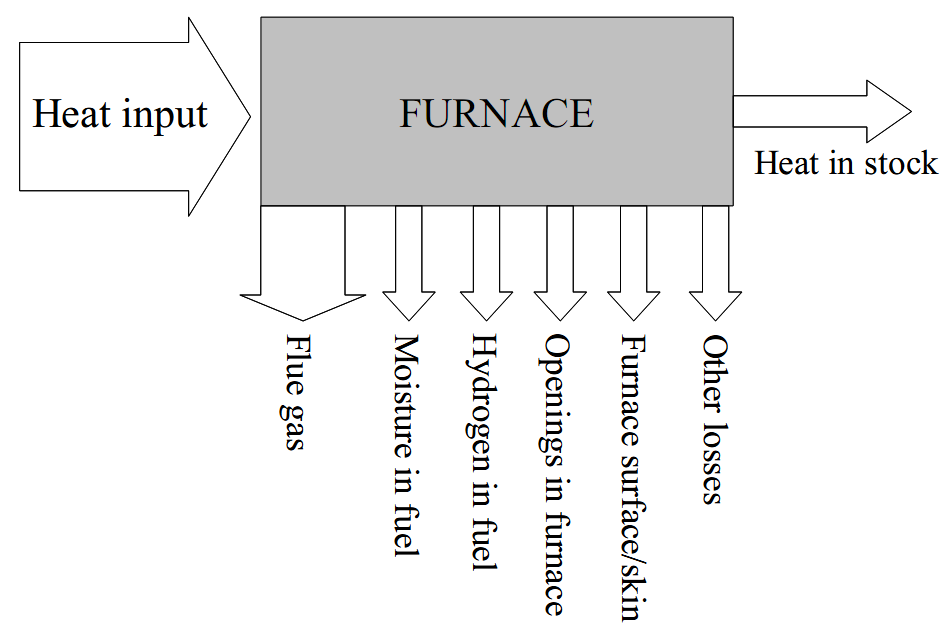 Heat input
FURNACE
Heat in stock
Flue gas
Moisture in fuel
Hydrogen in fuel
Openings in furnace
Furnace surface/skin
Other losses